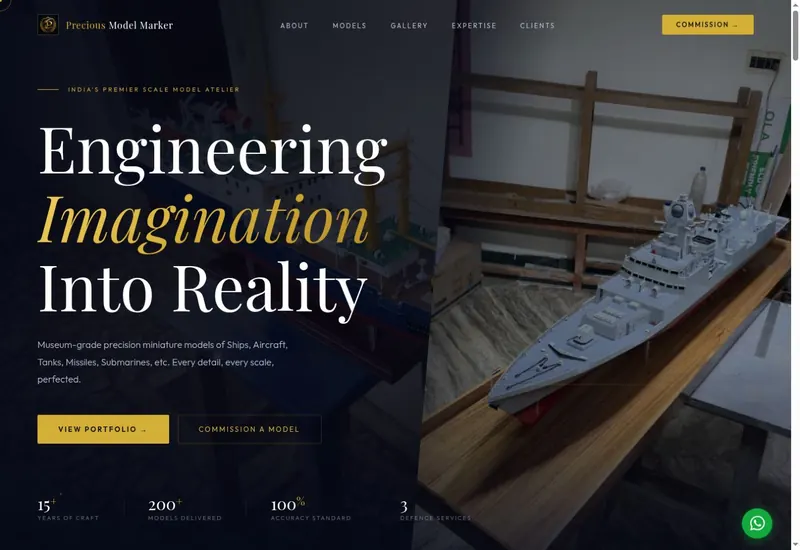 Precious Model Marker
ABOUT
MODELS
GALLERY
EXPERTISE
CLIENTS
COMMISSION →
INDIA'S PREMIER SCALE MODEL ATELIER
Engineering
Imagination
Into Reality
Museum-grade precision miniature models of Ships, Aircraft,
Tanks, Missiles, Submarines, etc. Every detail, every scale,
perfected.
VIEW PORTFOLIO →
COMMISSION A MODEL
15+
YEARS OF CRAFT
200+
MODELS DELIVERED
100%
ACCURACY STANDARD
3
DEFENCE SERVICES
OLA